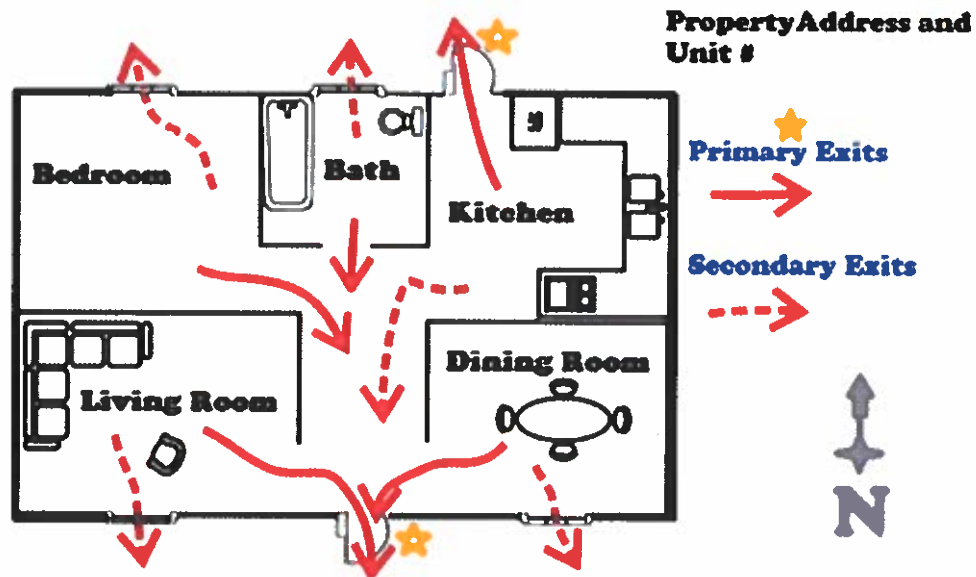 Property Address and
Unit #
Primary Exits
Bedroom
Bath
Kitchen
Secondary Exits
Dining Room
Living Room
N